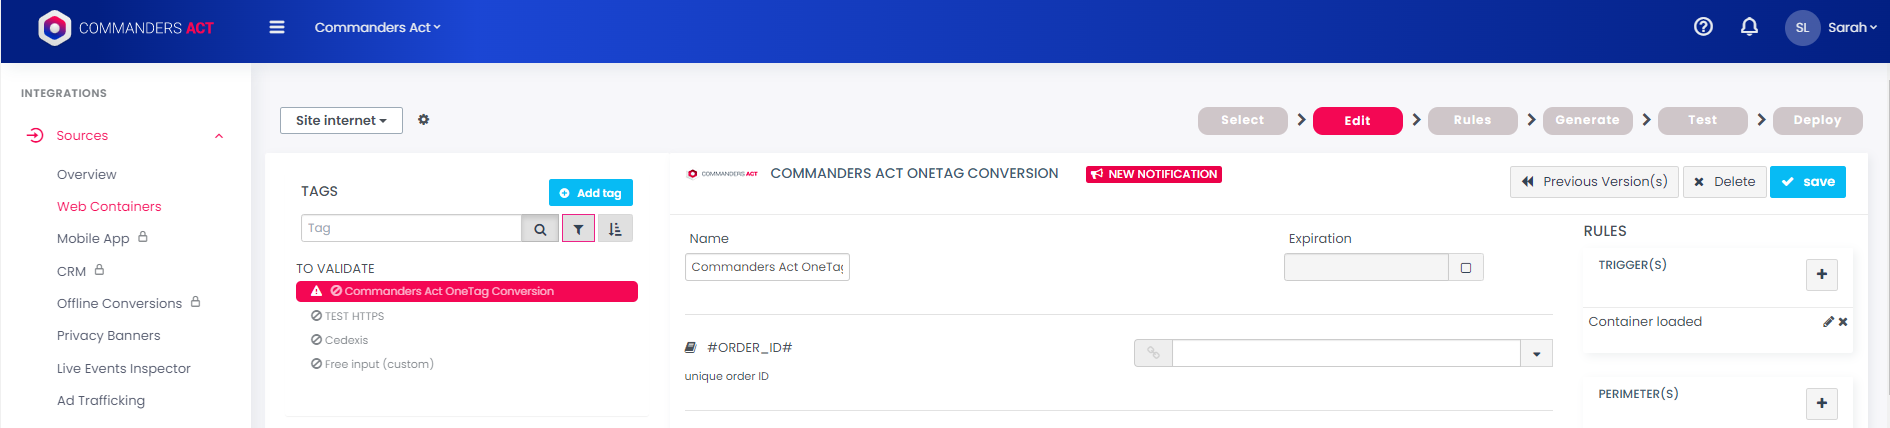 COMMANDERS ACT
Commanders Act
SL
Sarah
INTEGRATIONS
Sources
Overview
Web Containers
Mobile App
CRM
Offline Conversions
Privacy Banners
Live Events Inspector
Ad Trafficking
Site internet
Select
Edit
Rules
Generate
Test
Deploy
TAGS
Add tag
Tag
TO VALIDATE
Commanders Act OneTag Conversion
TEST HTTPS
Cedexis
Free input (custom)
COMMANDERS ACT
COMMANDERS ACT ONETAG CONVERSION
NEW NOTIFICATION
Previous Version(s)
Delete
save
Name
Commanders Act OneTag
Expiration
#ORDER_ID#
unique order ID
RULES
TRIGGER(S)
Container loaded
PERIMETER(S)